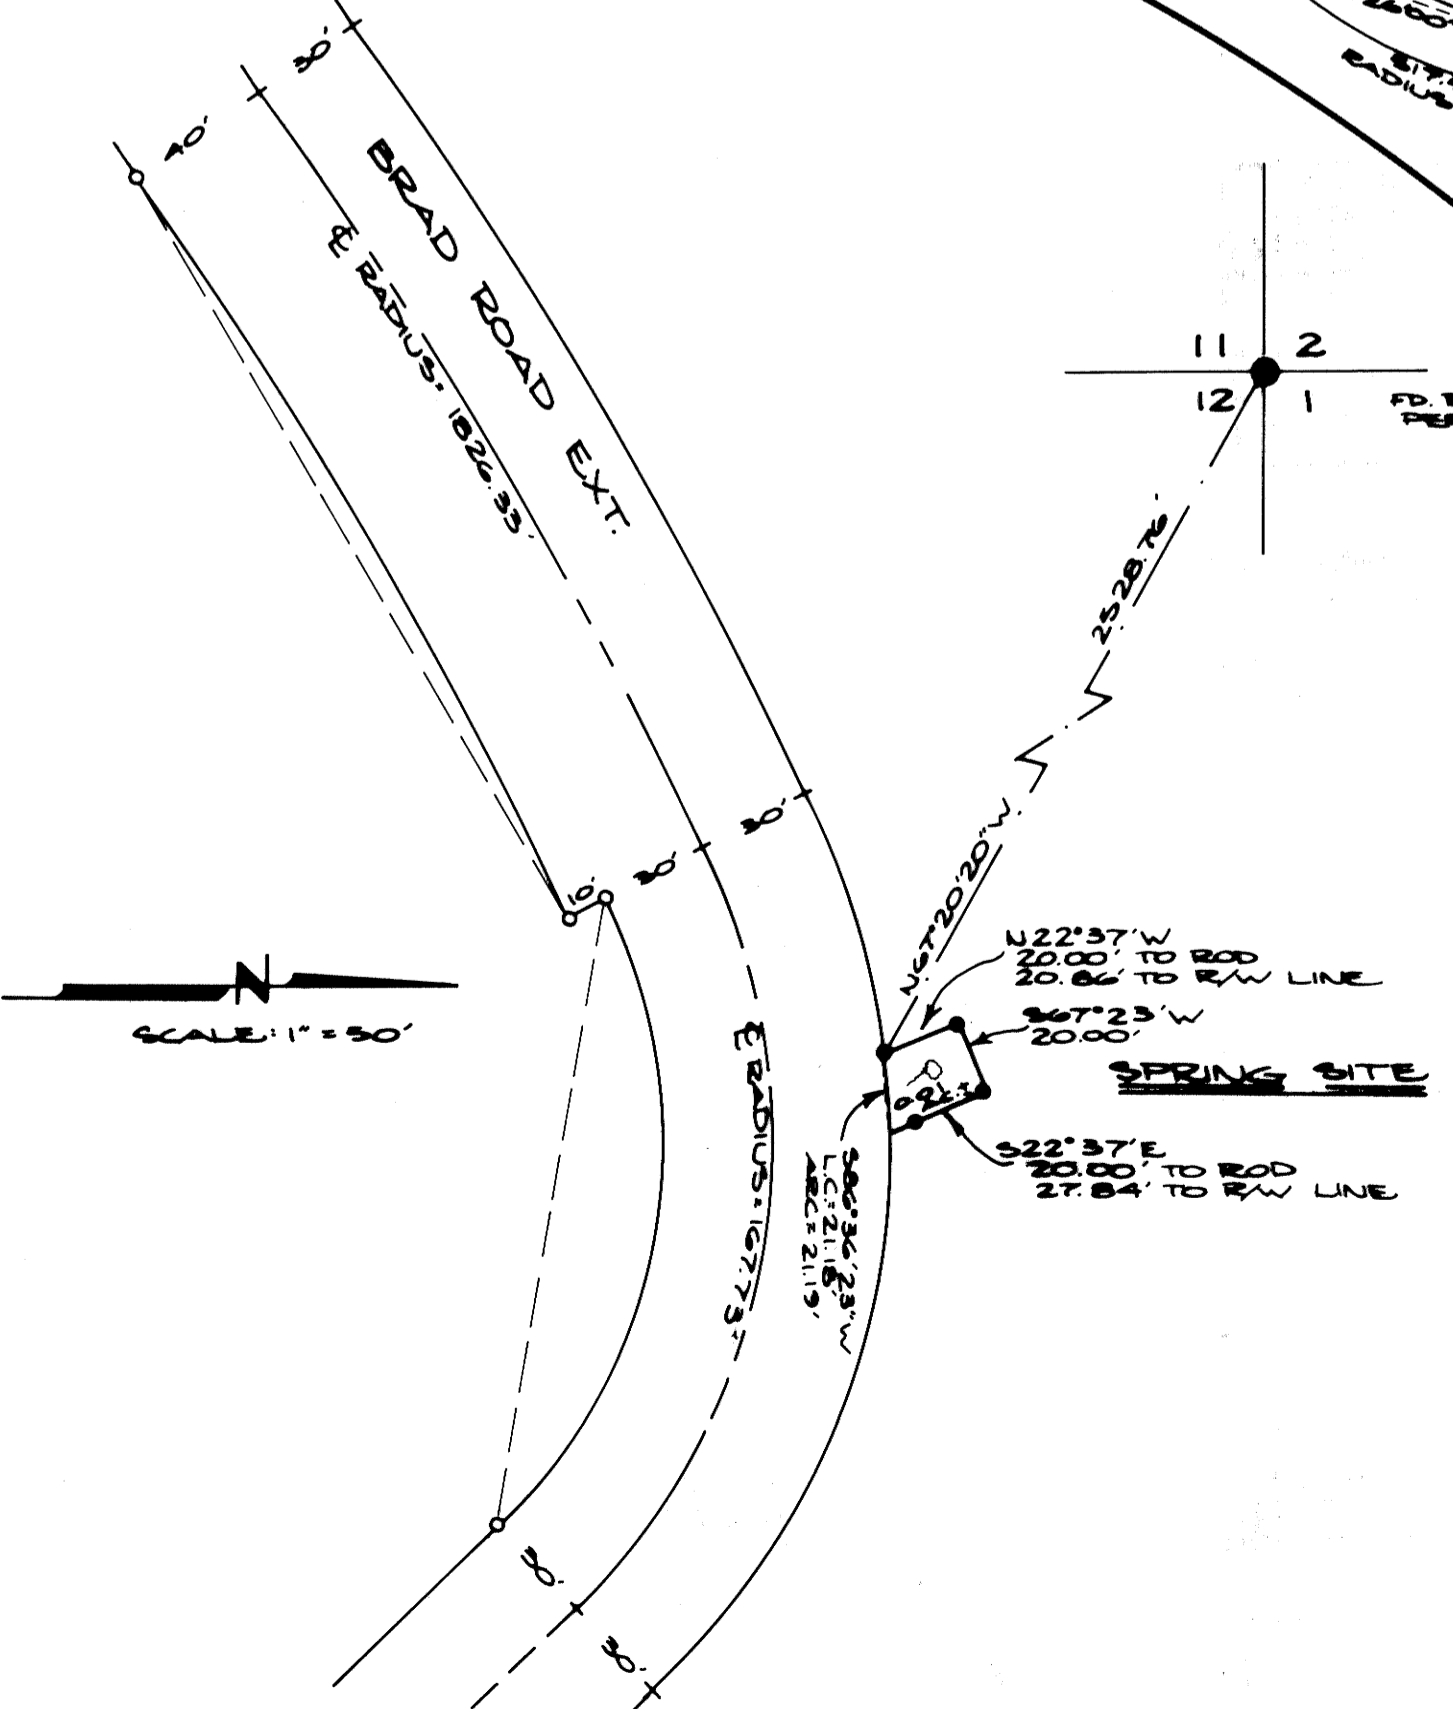 30'
40'
BRAD ROAD EXT.
℄ RADIUS= 1826.33'
RADIUS
11 2
12 1
FD.
2528.76'
N67°20'20"W.
30'
30'
10'
N
SCALE: 1" = 50'
N22°37'W
20.00' TO ROD
20.86' TO R/W LINE
S67°23'W
20.00'
SPRING SITE
S22°37'E
20.00' TO ROD
27.84' TO R/W LINE
℄ RADIUS= 167.73'
S86°36'23"W
L.C.=21.18'
ARC=21.19'
30'
30'